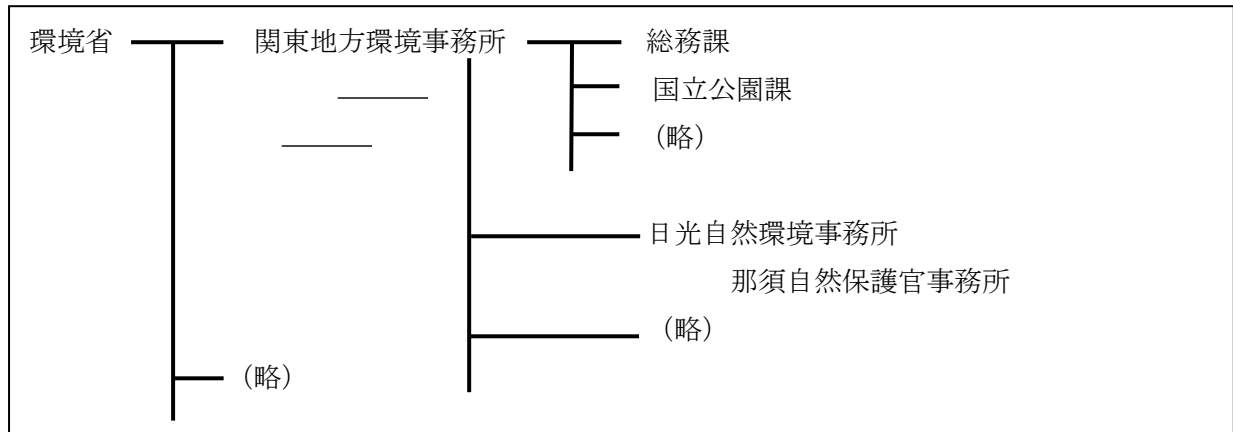 環境省 関東地方環境事務所 総務課
国立公園課
（略）
日光自然環境事務所
那須自然保護官事務所
（略）
（略）